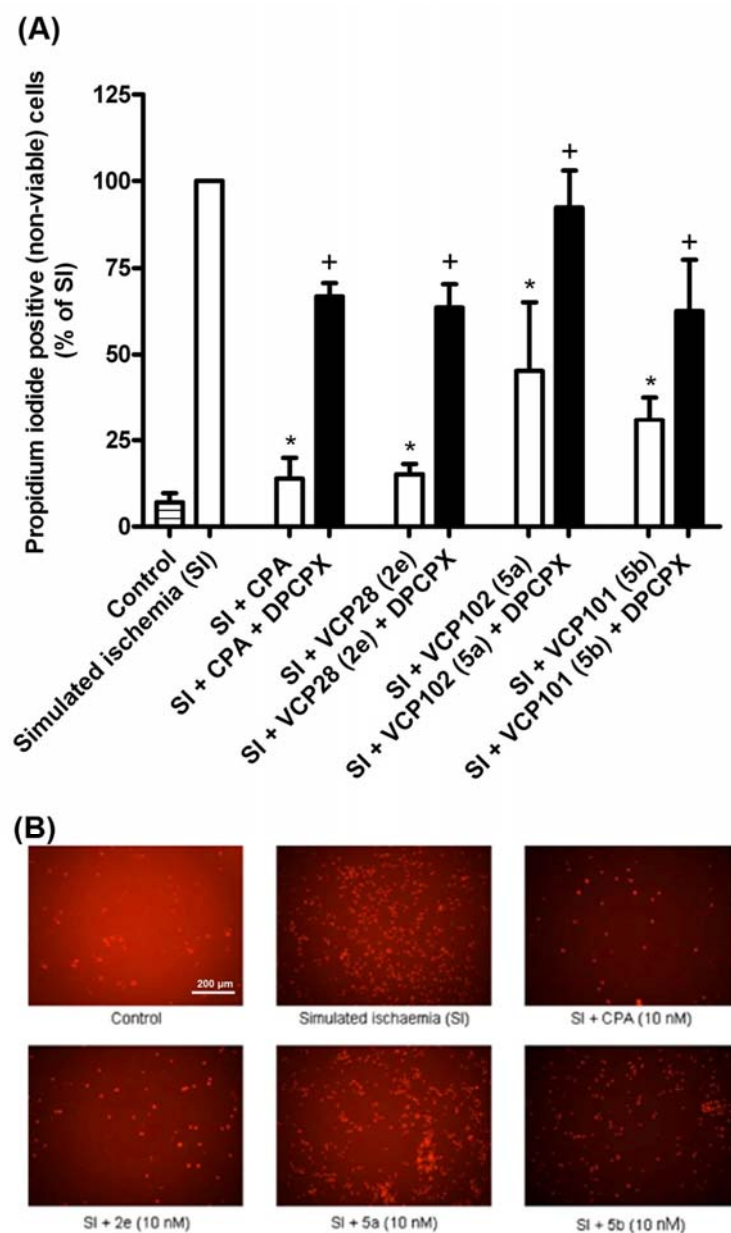 (A)
Propidium iodide positive (non-viable) cells
(% of SI)
125
100
75
50
25
0
*
+
*
+
*
+
*
+
Control
Simulated ischemia (SI)
SI + CPA
SI + CPA + DPCPX
SI + VCP28 (2e)
SI + VCP28 (2e) + DPCPX
SI + VCP102 (5a)
SI + VCP102 (5a) + DPCPX
SI + VCP101 (5b)
SI + VCP101 (5b) + DPCPX
(B)
200 µm
Control
Simulated ischaemia (SI)
SI + CPA (10 nM)
SI + 2e (10 nM)
SI + 5a (10 nM)
SI + 5b (10 nM)